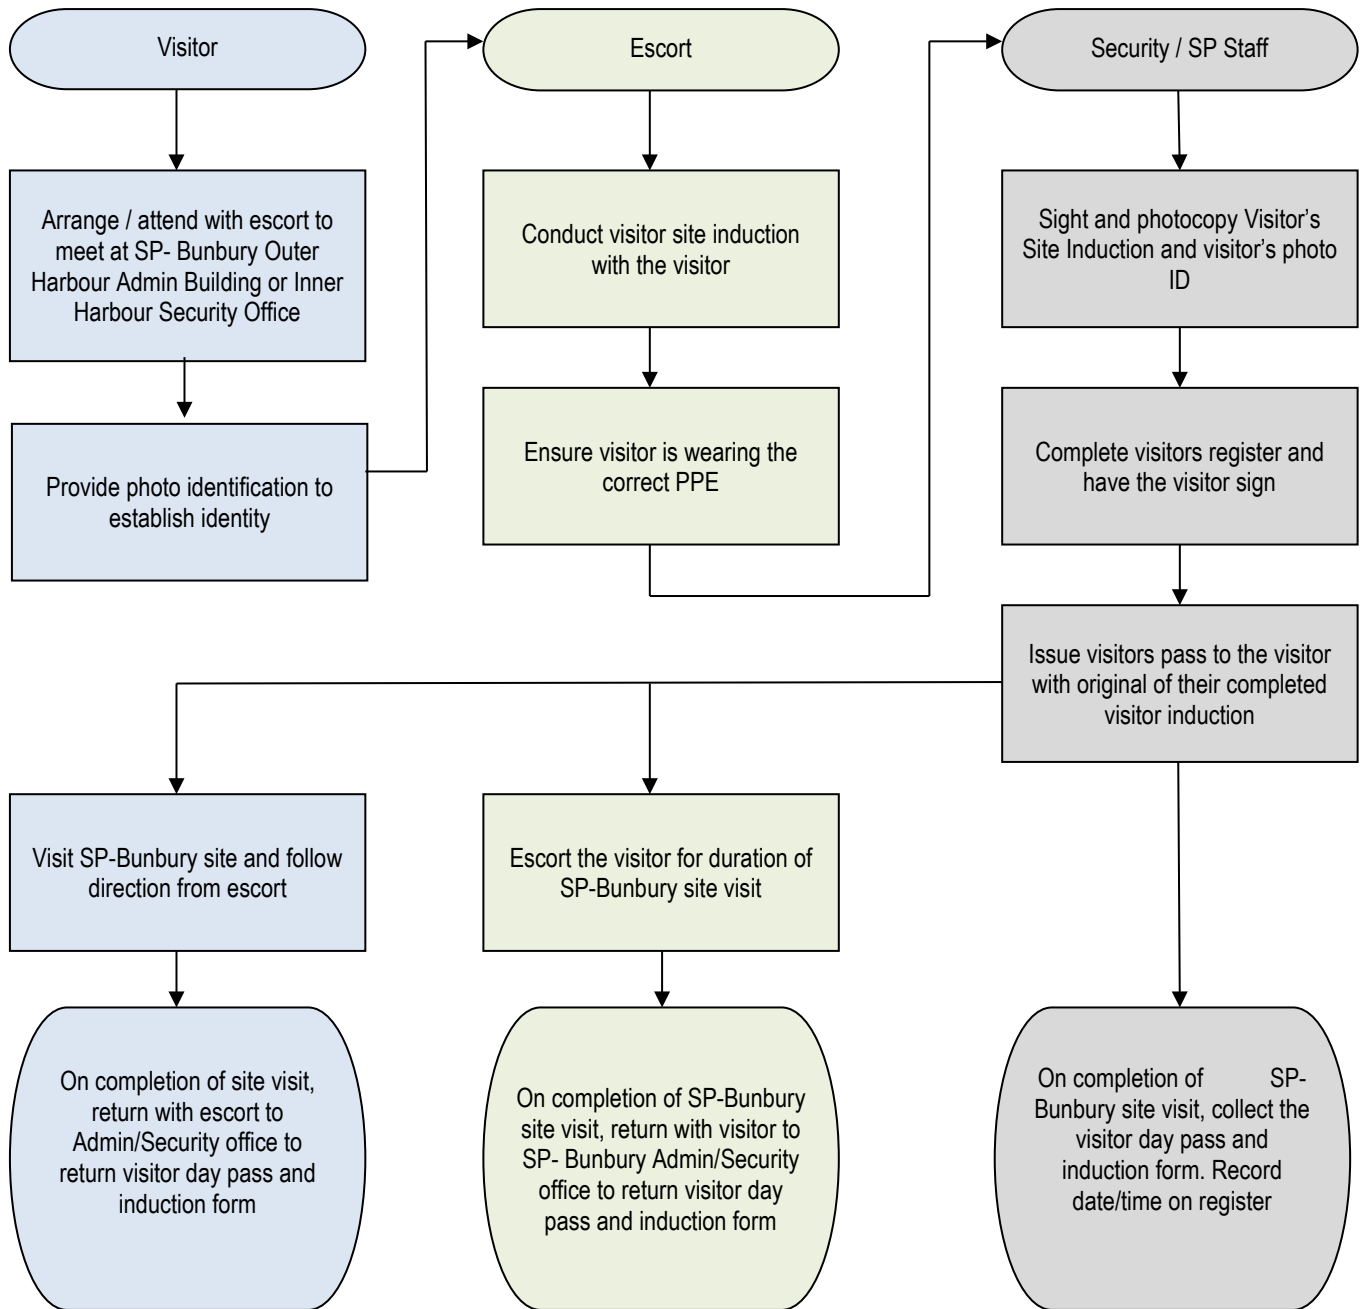 Visitor
Escort
Security / SP Staff
Arrange / attend with escort to
meet at SP- Bunbury Outer
Harbour Admin Building or Inner
Harbour Security Office
Conduct visitor site induction
with the visitor
Sight and photocopy Visitor’s
Site Induction and visitor’s photo
ID
Provide photo identification to
establish identity
Ensure visitor is wearing the
correct PPE
Complete visitors register and
have the visitor sign
Issue visitors pass to the visitor
with original of their completed
visitor induction
Visit SP-Bunbury site and follow
direction from escort
Escort the visitor for duration of
SP-Bunbury site visit
On completion of site visit,
return with escort to
Admin/Security office to
return visitor day pass and
induction form
On completion of SP-Bunbury
site visit, return with visitor to
SP- Bunbury Admin/Security
office to return visitor day
pass and induction form
On completion of SP-
Bunbury site visit, collect the
visitor day pass and
induction form. Record
date/time on register